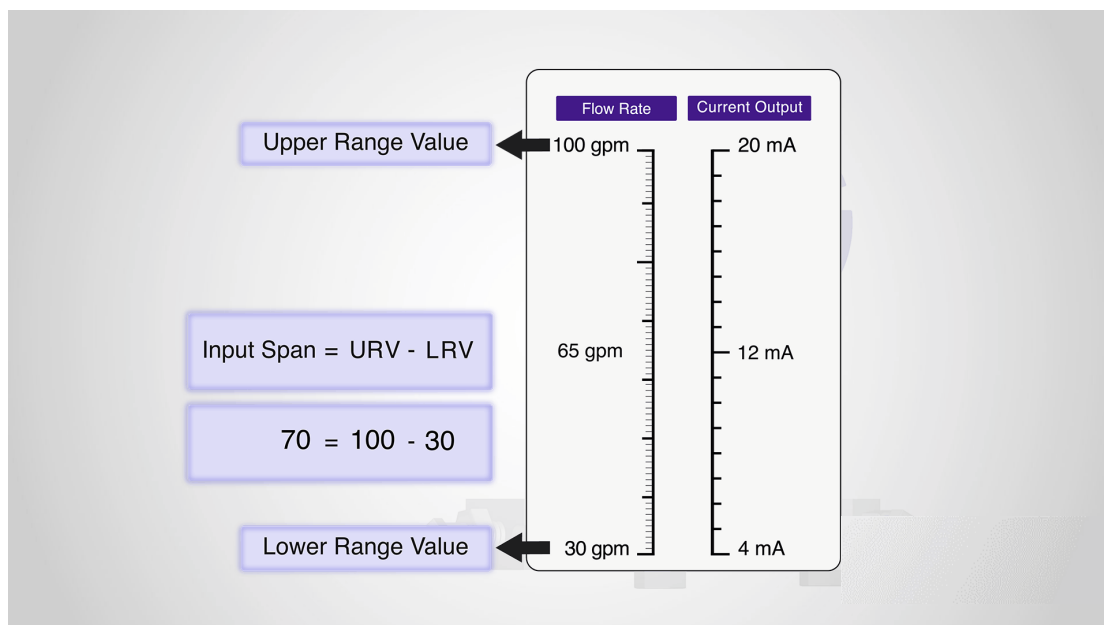 Flow Rate
Current Output
Upper Range Value
100 gpm
20 mA
Input Span = URV - LRV
65 gpm
12 mA
70 = 100 - 30
Lower Range Value
30 gpm
4 mA